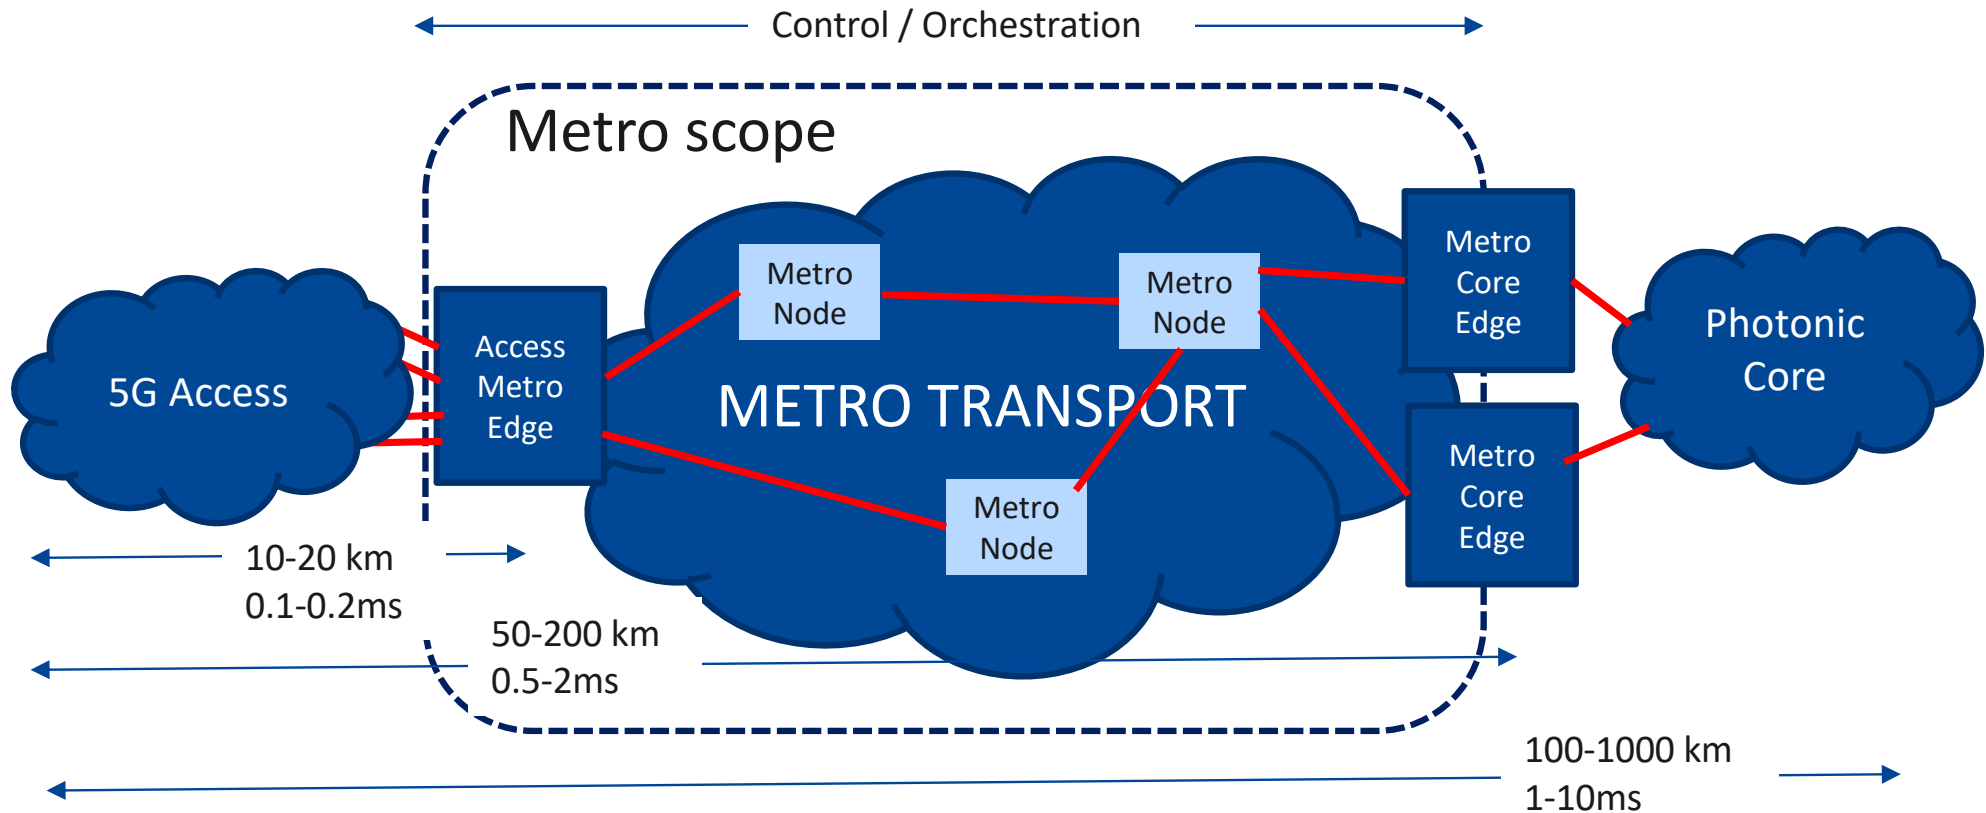 Control / Orchestration
Metro scope
Metro
Node
Metro
Node
Metro
Core
Edge
Access
Metro
Edge
5G Access
METRO TRANSPORT
Photonic
Core
Metro
Core
Edge
Metro
Node
10-20 km
0.1-0.2ms
50-200 km
0.5-2ms
100-1000 km
1-10ms